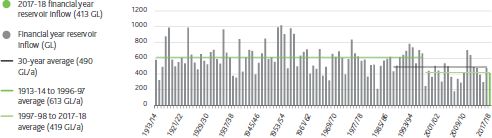 2017-18 financial year
reservoir inflow (413 GL)
Financial year reservoir
inflow (GL)
30-year average (490
GL/a)
1913-14 to 1996-97
average (613 GL/a)
1997-98 to 2017-18
average (419 GL/a)
1200
1000
800
600
400
200
0
1913/14
1921/22
1929/30
1937/38
1945/46
1953/54
1961/62
1969/70
1977/78
1985/86
1993/94
2001/02
2009/10
2017/18